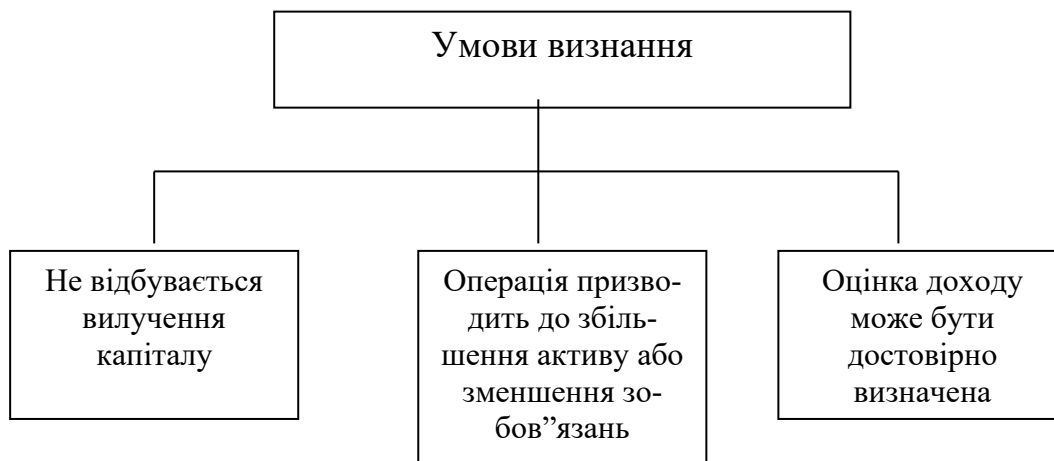 Умови визнання
Не відбувається
вилучення
капіталу
Операція призво-
дить до збіль-
шення активу або
зменшення зо-
бов”язань
Оцінка доходу
може бути
достовірно
визначена